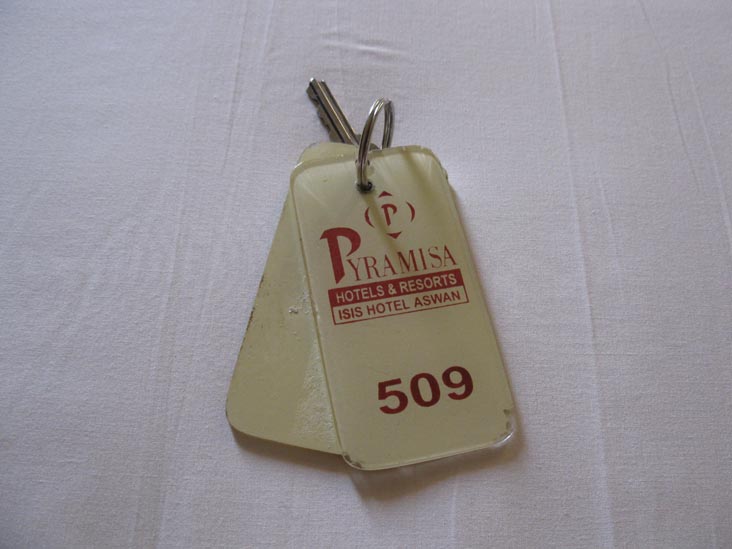 P
PYRAMISA
HOTELS & RESORTS
ISIS HOTEL ASWAN
509